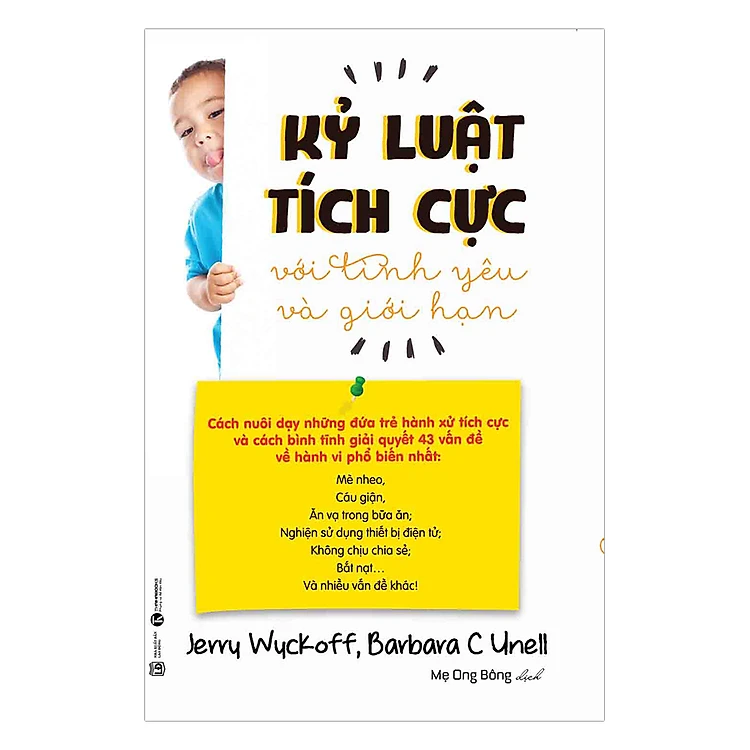 KỶ LUẬT
TÍCH CỰC
với tình yêu
và giới hạn
Cách nuôi dạy những đứa trẻ hành xử tích cực
và cách bình tĩnh giải quyết 43 vấn đề
về hành vi phổ biến nhất:
Mè nheo,
Cáu giận,
Ăn vạ trong bữa ăn;
Nghiện sử dụng thiết bị điện tử;
Không chịu chia sẻ;
Bắt nạt...
Và nhiều vấn đề khác!
Jerry Wyckoff, Barbara C Unell
Mẹ Ong Bông dịch